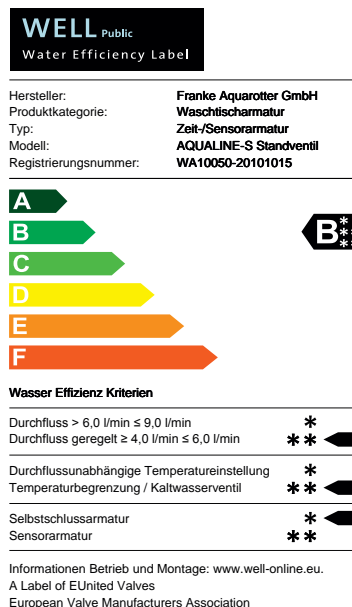 WELL Public
Water Efficiency Label
Hersteller: Franke Aquarotter GmbH
Produktkategorie: Waschtischarmatur
Typ: Zeit-/Sensorarmatur
Modell: AQUALINE-S Standventil
Registrierungsnummer: WA10050-20101015
A
B
B
C
D
E
F
Wasser Effizienz Kriterien
Durchfluss > 6,0 l/min ≤ 9,0 l/min *
Durchfluss geregelt ≥ 4,0 l/min ≤ 6,0 l/min **
Durchflussunabhängige Temperatureinstellung *
Temperaturbegrenzung / Kaltwasserventil **
Selbstschlussarmatur *
Sensorarmatur **
Informationen Betrieb und Montage: www.well-online.eu.
A Label of EUnited Valves
European Valve Manufacturers Association